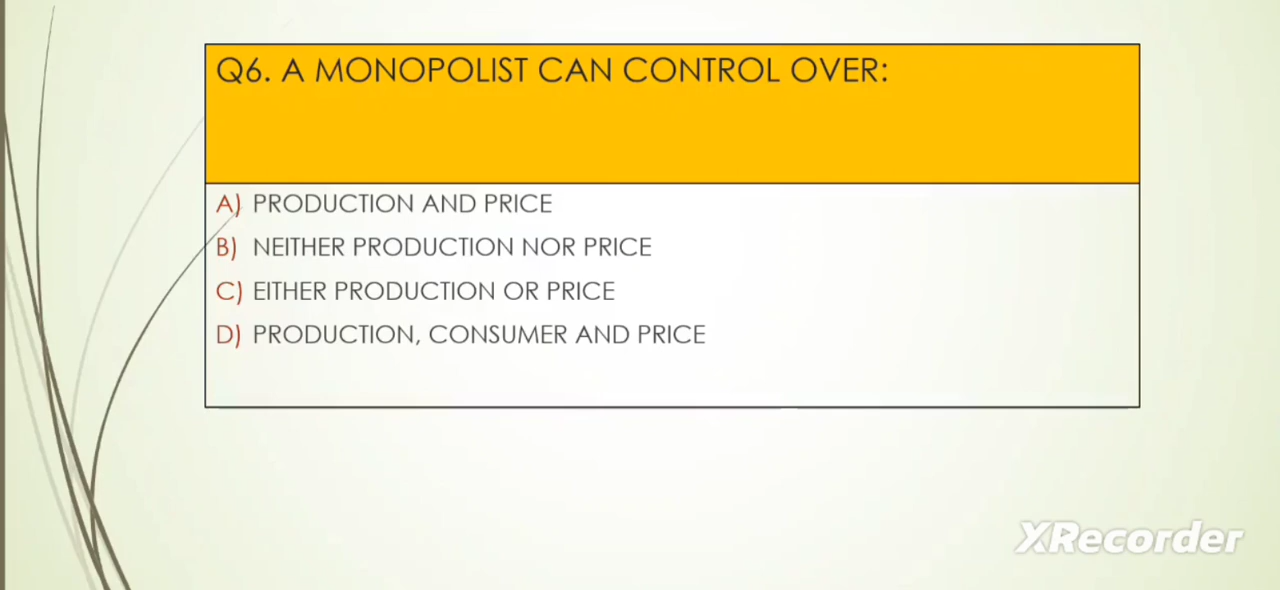 Q6. A MONOPOLIST CAN CONTROL OVER:
A) PRODUCTION AND PRICE
B) NEITHER PRODUCTION NOR PRICE
C) EITHER PRODUCTION OR PRICE
D) PRODUCTION, CONSUMER AND PRICE
XRecorder